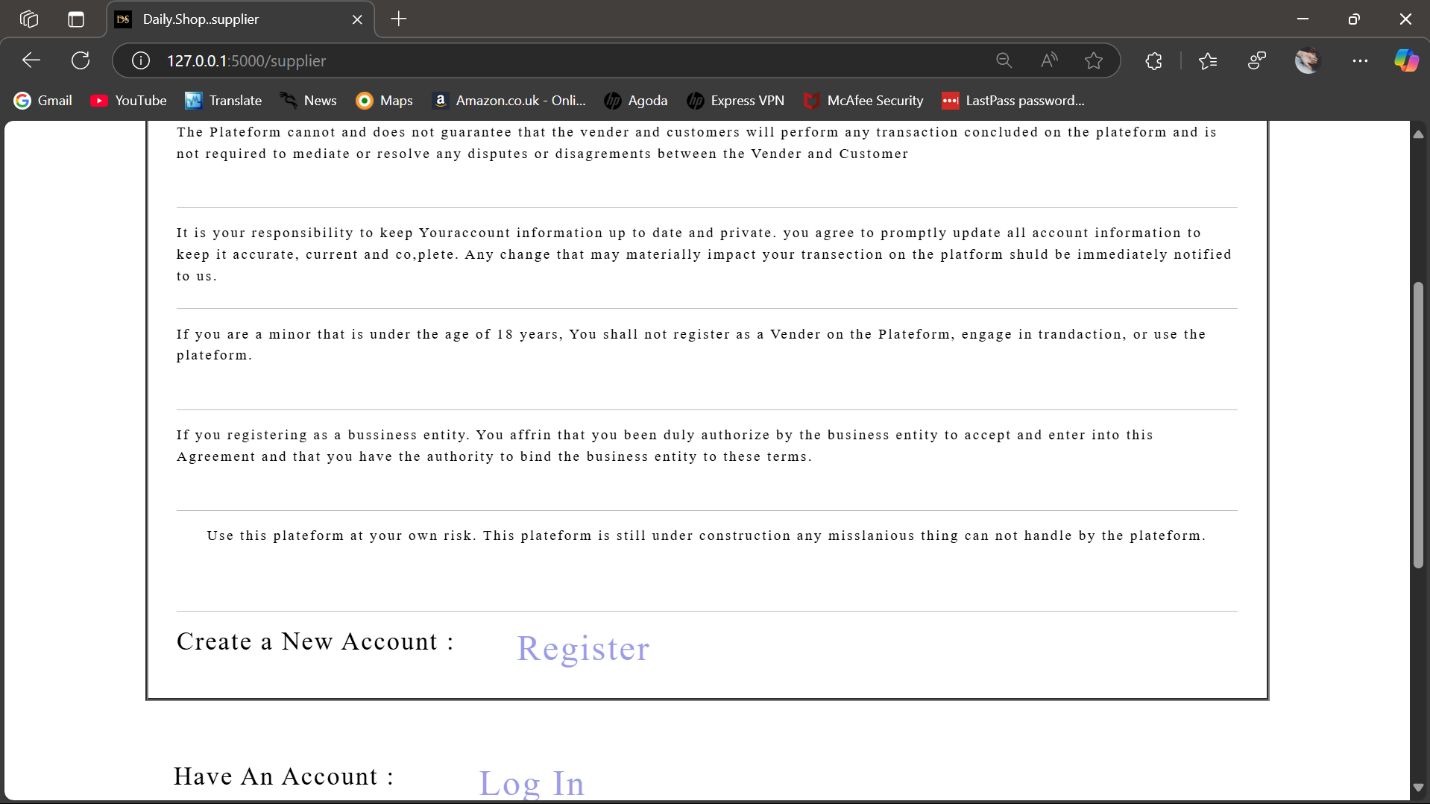 Daily.Shop..supplier
127.0.0.1:5000/supplier
Gmail YouTube Translate News Maps Amazon.co.uk - Onli... Agoda Express VPN McAfee Security LastPass password...
The Plateform cannot and does not guarantee that the vender and customers will perform any transaction concluded on the plateform and is
not required to mediate or resolve any disputes or disagrements between the Vender and Customer
It is your responsibility to keep Youraccount information up to date and private. you agree to promptly update all account information to
keep it accurate, current and co,plete. Any change that may materially impact your transection on the platform shuld be immediately notified
to us.
If you are a minor that is under the age of 18 years, You shall not register as a Vender on the Plateform, engage in trandaction, or use the
plateform.
If you registering as a bussiness entity. You affrin that you been duly authorize by the business entity to accept and enter into this
Agreement and that you have the authority to bind the business entity to these terms.
Use this plateform at your own risk. This plateform is still under construction any misslanious thing can not handle by the plateform.
Create a New Account : Register
Have An Account : Log In